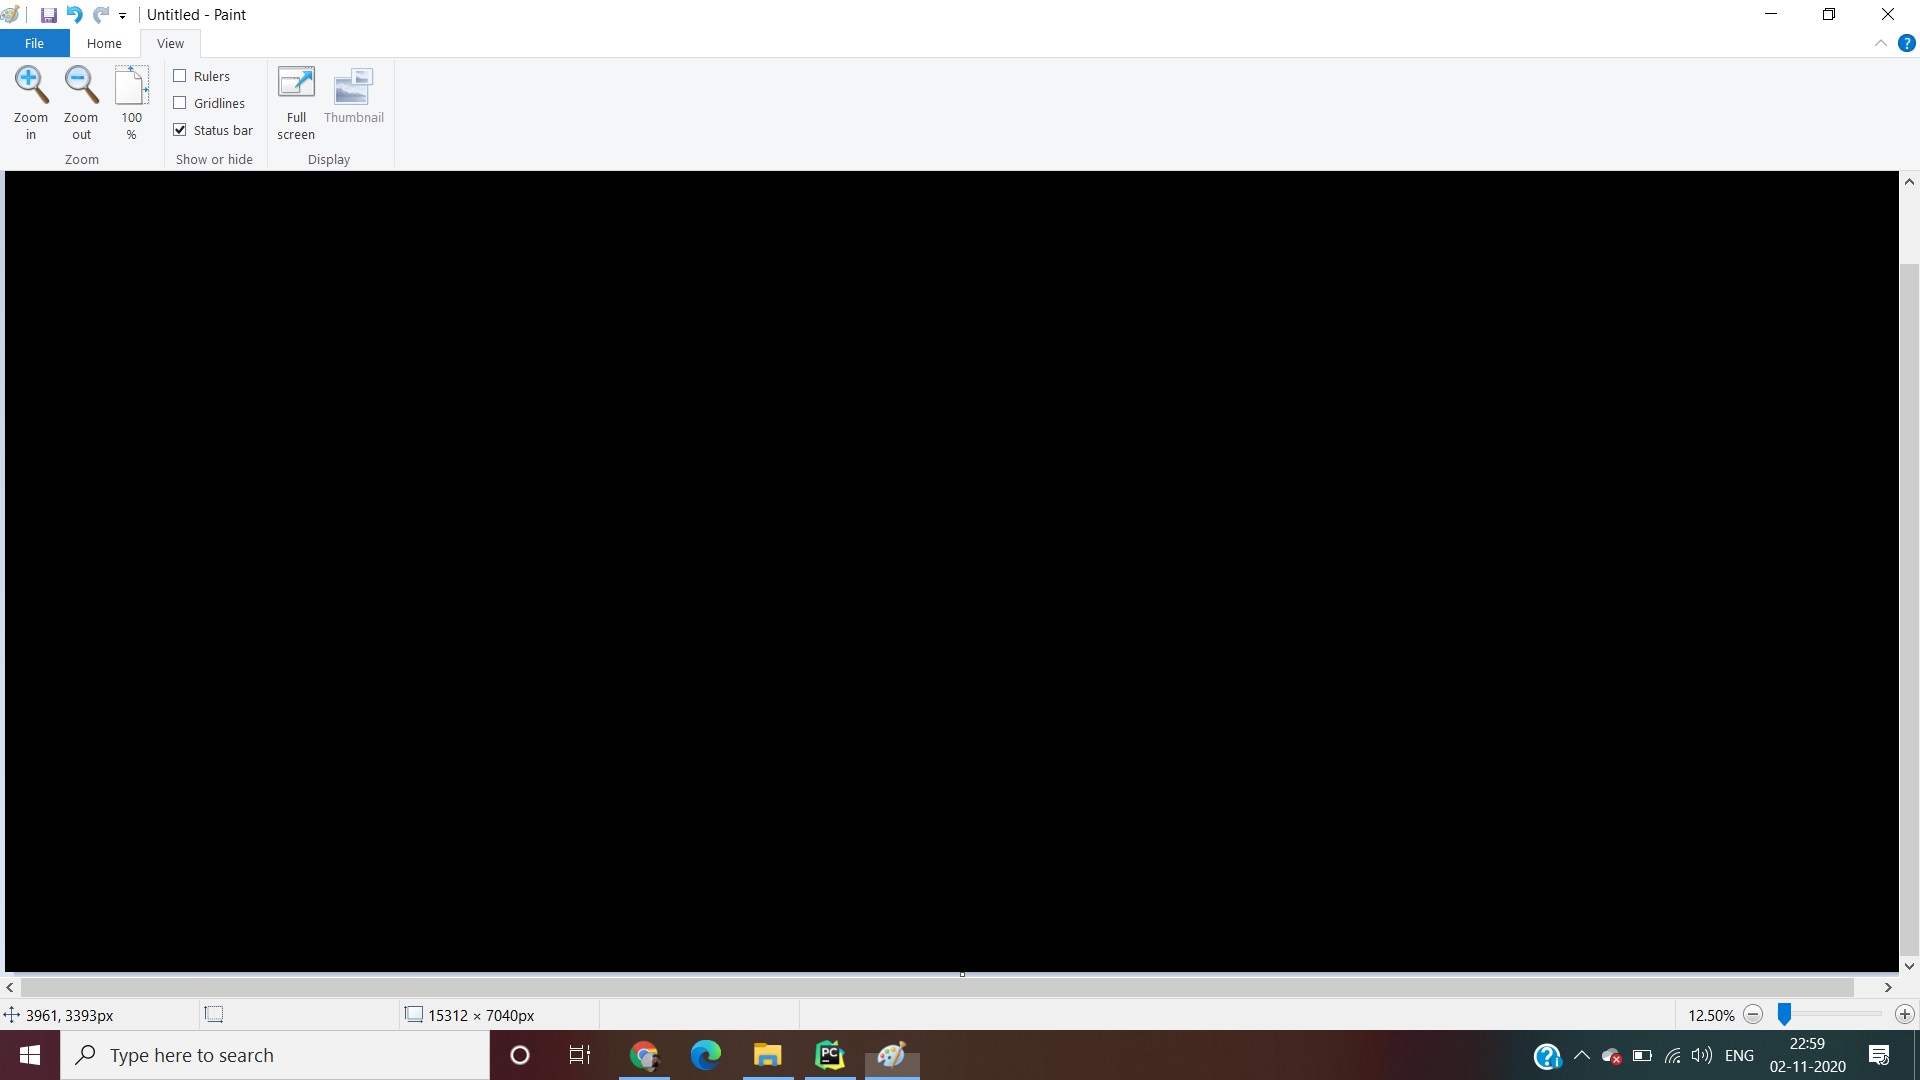 Untitled - Paint
File Home View
Zoom in
Zoom out
100 %
Rulers
Gridlines
Status bar
Full screen
Thumbnail
Zoom
Show or hide
Display
3961, 3393px
15312 × 7040px
12.50%
Type here to search
PC
ENG
22:59
02-11-2020